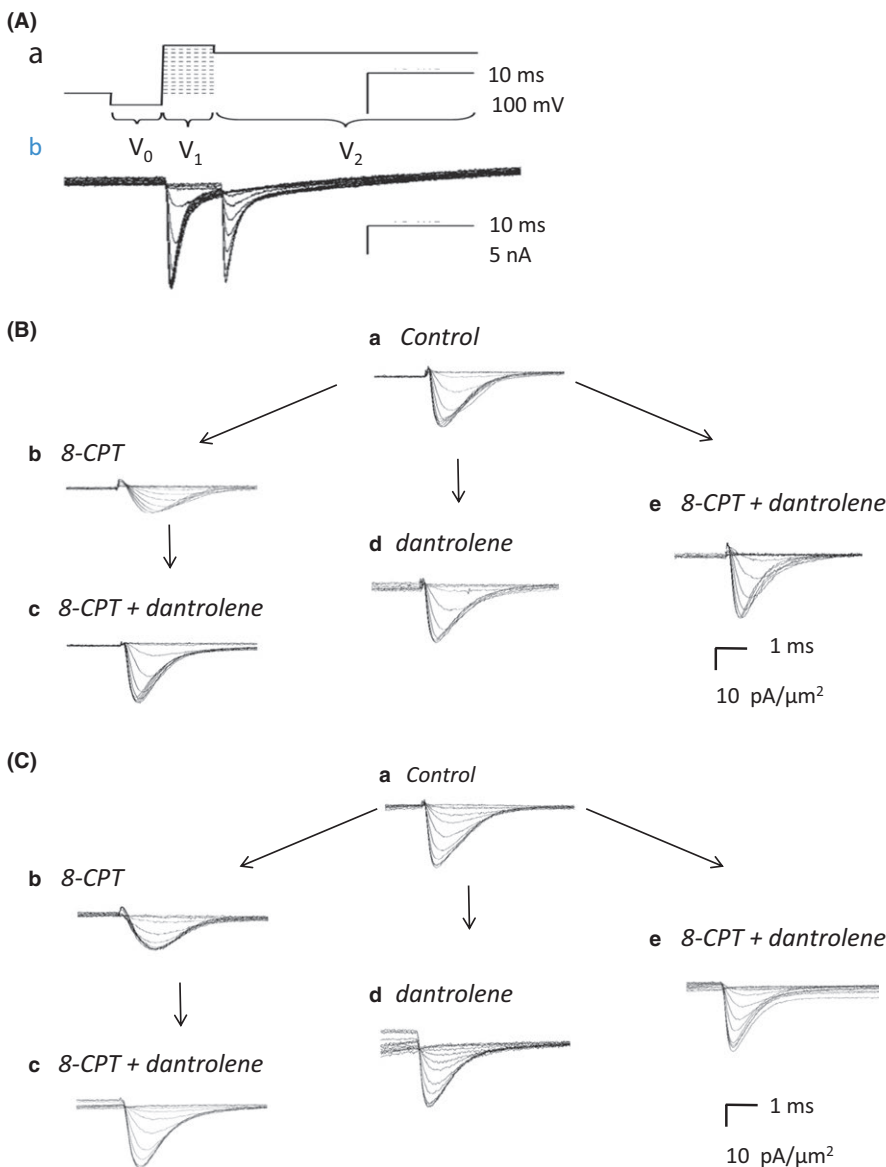 (A)
a
10 ms
100 mV
V0 V1 V2
b
10 ms
5 nA
(B)
a Control
b 8-CPT
e 8-CPT + dantrolene
d dantrolene
c 8-CPT + dantrolene
1 ms
10 pA/µm²
(C)
a Control
b 8-CPT
e 8-CPT + dantrolene
d dantrolene
c 8-CPT + dantrolene
1 ms
10 pA/µm²